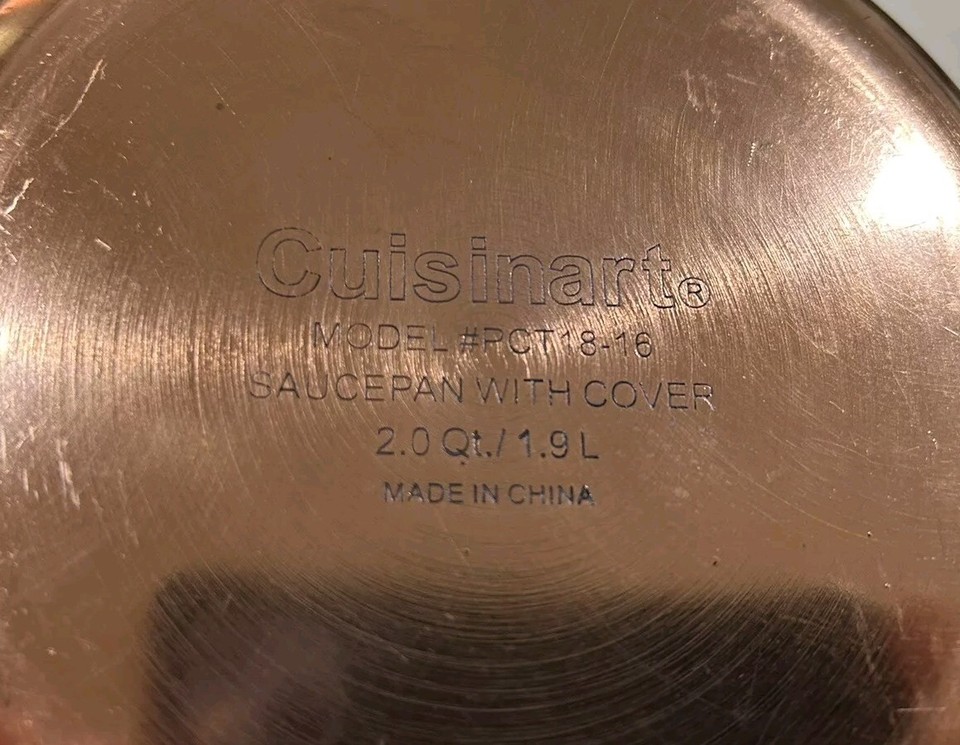 Cuisinart®
MODEL #PCT18-16
SAUCEPAN WITH COVER
2.0 Qt./1.9 L
MADE IN CHINA